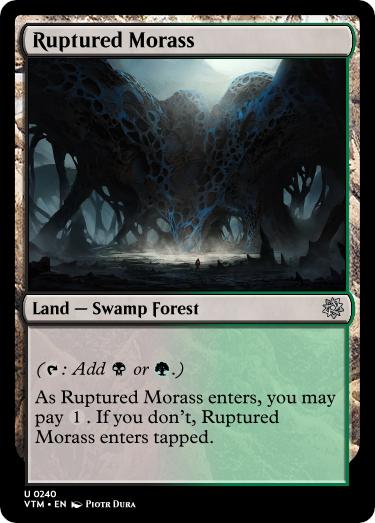 Ruptured Morass
Land — Swamp Forest
(: Add or .)
As Ruptured Morass enters, you may
pay 1. If you don't, Ruptured
Morass enters tapped.
U 0240
VTM • EN Piotr Dura